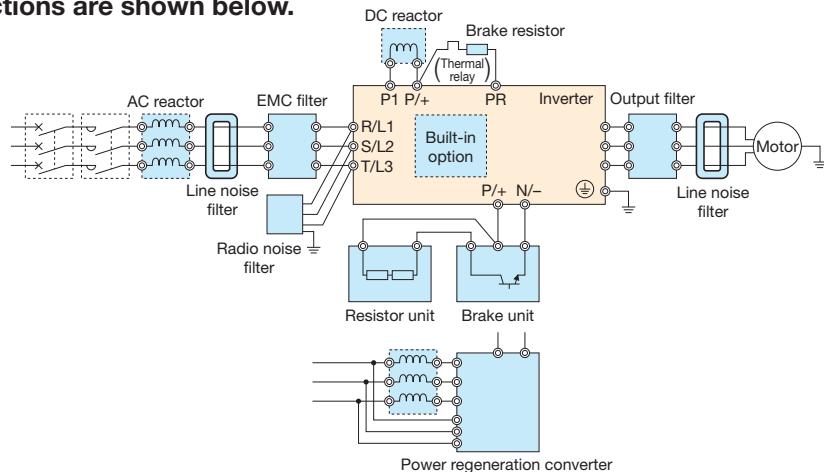 ctions are shown below.
DC reactor
Brake resistor
(Thermal
relay)
P1 P/+
PR
Inverter
Output filter
AC reactor
EMC filter
R/L1
S/L2
T/L3
Built-in
option
Motor
Line noise
filter
P/+ N/–
Line noise
filter
Radio noise
filter
Resistor unit
Brake unit
Power regeneration converter